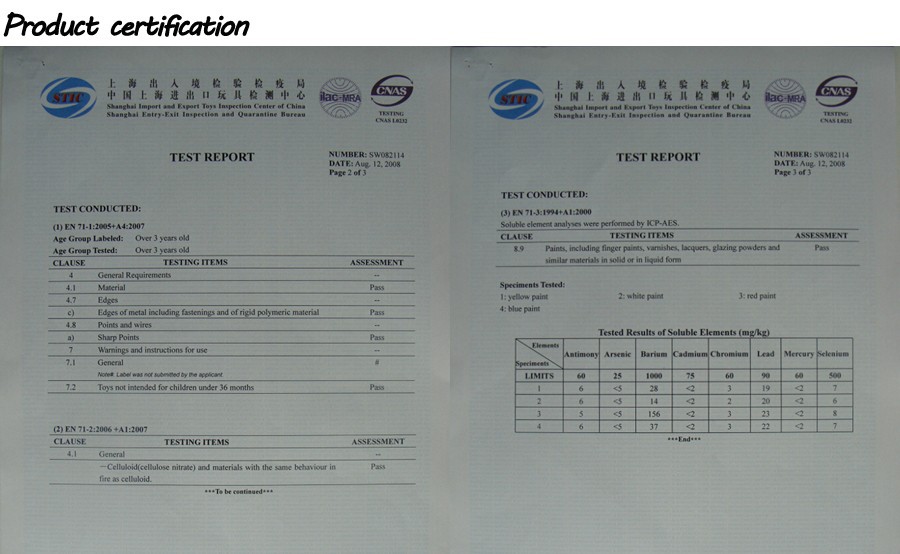 Product certification
STIC
上海出入境检验检疫局
中国上海进出口玩具检测中心
Shanghai Import and Export Toys Inspection Center of China
Shanghai Entry-Exit Inspection and Quarantine Bureau
ilac-MRA
CNAS
TESTING
CNAS L0232
TEST REPORT
NUMBER: SW082114
DATE: Aug. 12, 2008
Page 2 of 3
TEST CONDUCTED:
(1) EN 71-1:2005+A4:2007
Age Group Labeled: Over 3 years old
Age Group Tested: Over 3 years old
CLAUSE TESTING ITEMS ASSESSMENT
4 General Requirements --
4.1 Material Pass
4.7 Edges --
c) Edges of metal including fastenings and of rigid polymeric material Pass
4.8 Points and wires --
a) Sharp Points Pass
7 Warnings and instructions for use --
7.1 General #
Note#: Label was not submitted by the applicant.
7.2 Toys not intended for children under 36 months Pass
(2) EN 71-2:2006 +A1:2007
CLAUSE TESTING ITEMS ASSESSMENT
4.1 General --
—Celluloid(cellulose nitrate) and materials with the same behaviour in Pass
fire as celluloid.
***To be continued***
STIC
上海出入境检验检疫局
中国上海进出口玩具检测中心
Shanghai Import and Export Toys Inspection Center of China
Shanghai Entry-Exit Inspection and Quarantine Bureau
ilac-MRA
CNAS
TESTING
CNAS L0232
TEST REPORT
NUMBER: SW082114
DATE: Aug. 12, 2008
Page 3 of 3
TEST CONDUCTED:
(3) EN 71-3:1994+A1:2000
Soluble element analyses were performed by ICP-AES.
CLAUSE TESTING ITEMS ASSESSMENT
8.9 Paints, including finger paints, varnishes, lacquers, glazing powders and Pass
similar materials in solid or in liquid form
Speciments Tested:
1: yellow paint 2: white paint 3: red paint
4: blue paint
Tested Results of Soluble Elements (mg/kg)
Elements Speciments Antimony Arsenic Barium Cadmium Chromium Lead Mercury Selenium
LIMITS 60 25 1000 75 60 90 60 500
1 6 <5 28 <2 3 19 <2 7
2 6 <5 14 <2 2 20 <2 6
3 5 <5 156 <2 3 23 <2 8
4 6 <5 37 <2 3 22 <2 7
***End***